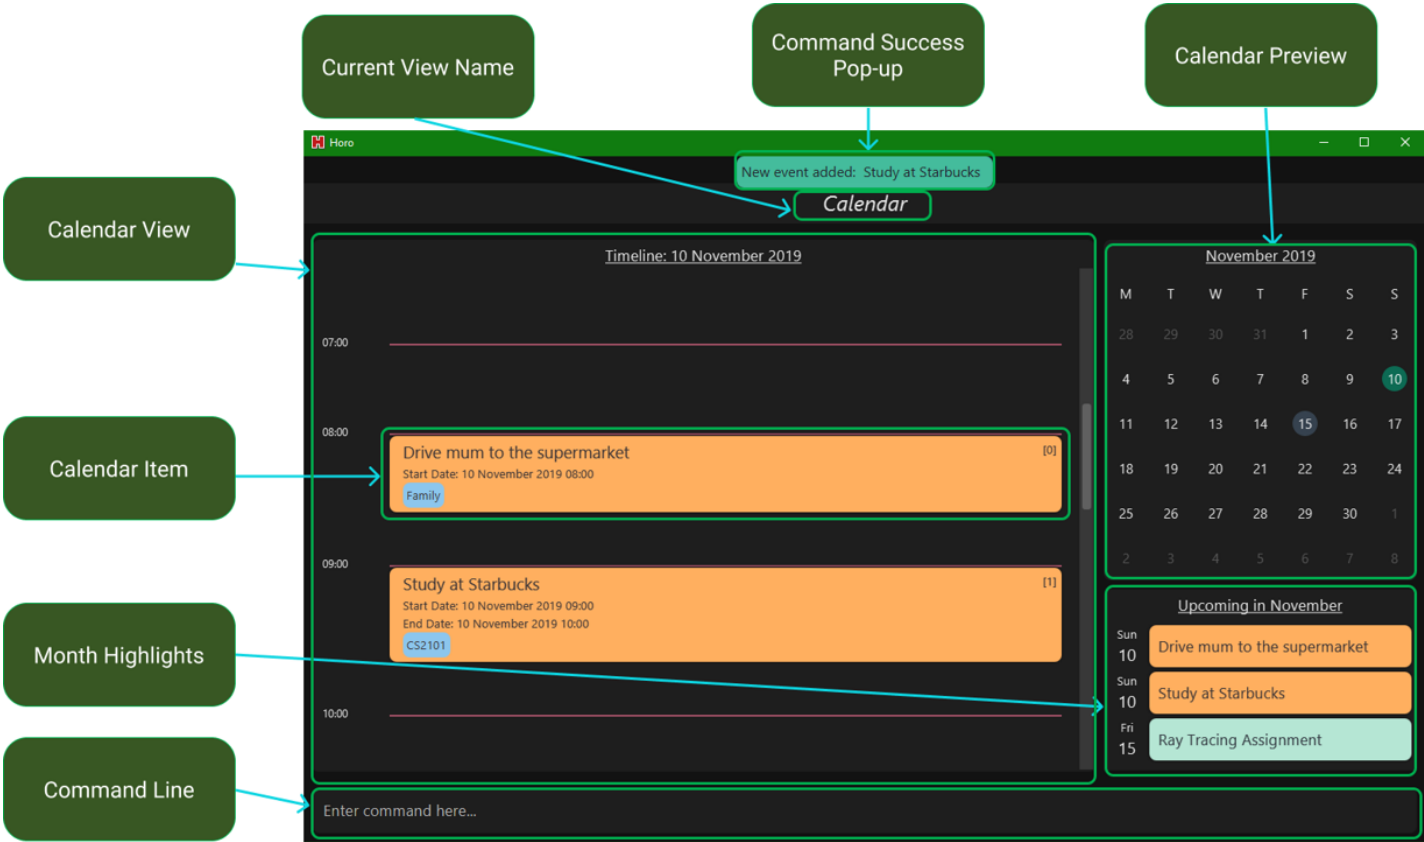 Current View Name
Command Success
Pop-up
Calendar Preview
Calendar View
Calendar Item
Month Highlights
Command Line
H Horo
New event added: Study at Starbucks
Calendar
Timeline: 10 November 2019
07:00
08:00
Drive mum to the supermarket [0]
Start Date: 10 November 2019 08:00
Family
09:00
Study at Starbucks [1]
Start Date: 10 November 2019 09:00
End Date: 10 November 2019 10:00
CS2101
10:00
November 2019
M T W T F S S
28 29 30 31 1 2 3
4 5 6 7 8 9 10
11 12 13 14 15 16 17
18 19 20 21 22 23 24
25 26 27 28 29 30 1
2 3 4 5 6 7 8
Upcoming in November
Sun
10 Drive mum to the supermarket
Sun
10 Study at Starbucks
Fri
15 Ray Tracing Assignment
Enter command here...